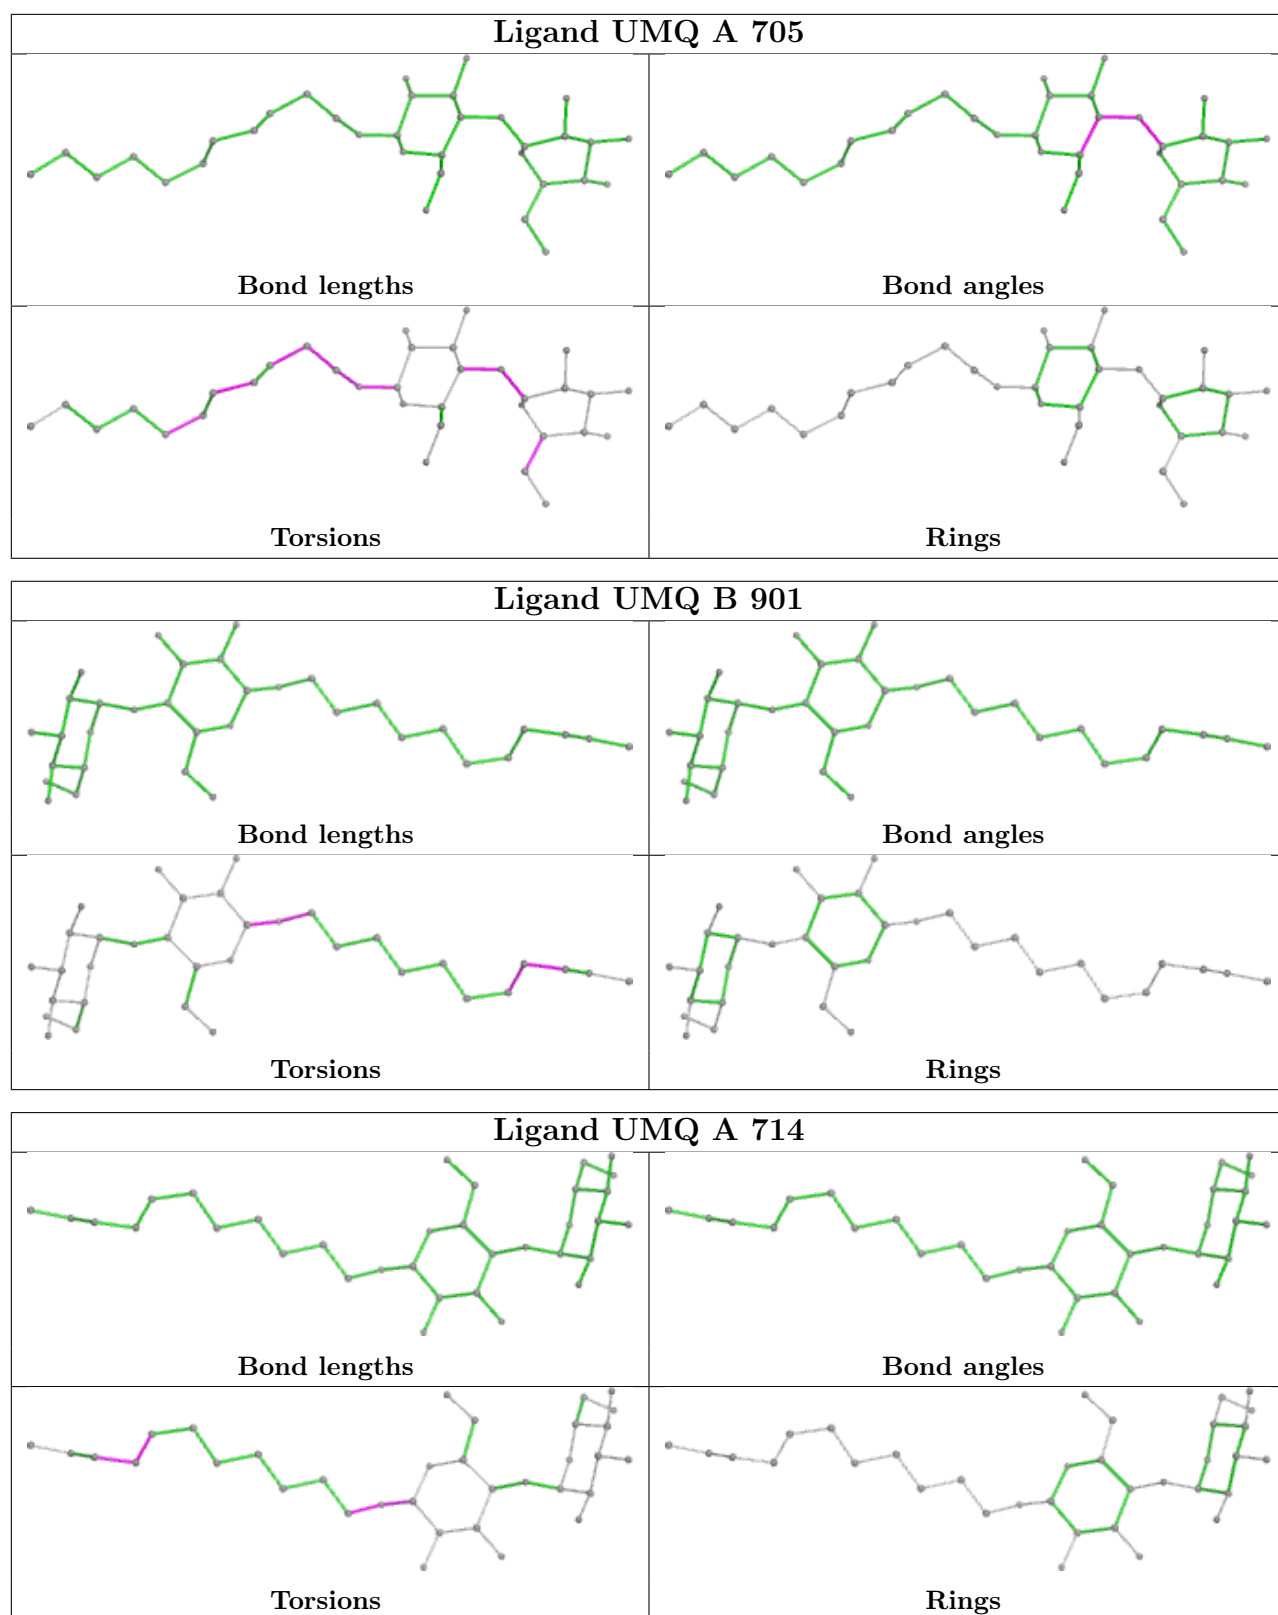 Ligand UMQ A 705
Bond lengths
Bond angles
Torsions
Rings
Ligand UMQ B 901
Bond lengths
Bond angles
Torsions
Rings
Ligand UMQ A 714
Bond lengths
Bond angles
Torsions
Rings